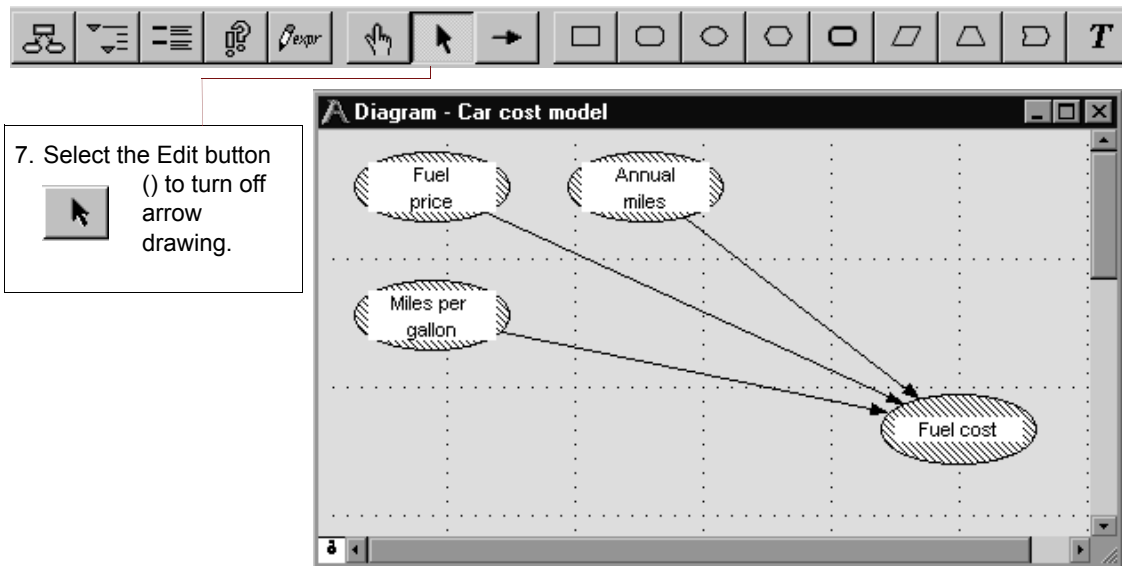 expr
T
Diagram - Car cost model
7. Select the Edit button
() to turn off
arrow
drawing.
Fuel
price
Annual
miles
Miles per
gallon
Fuel cost